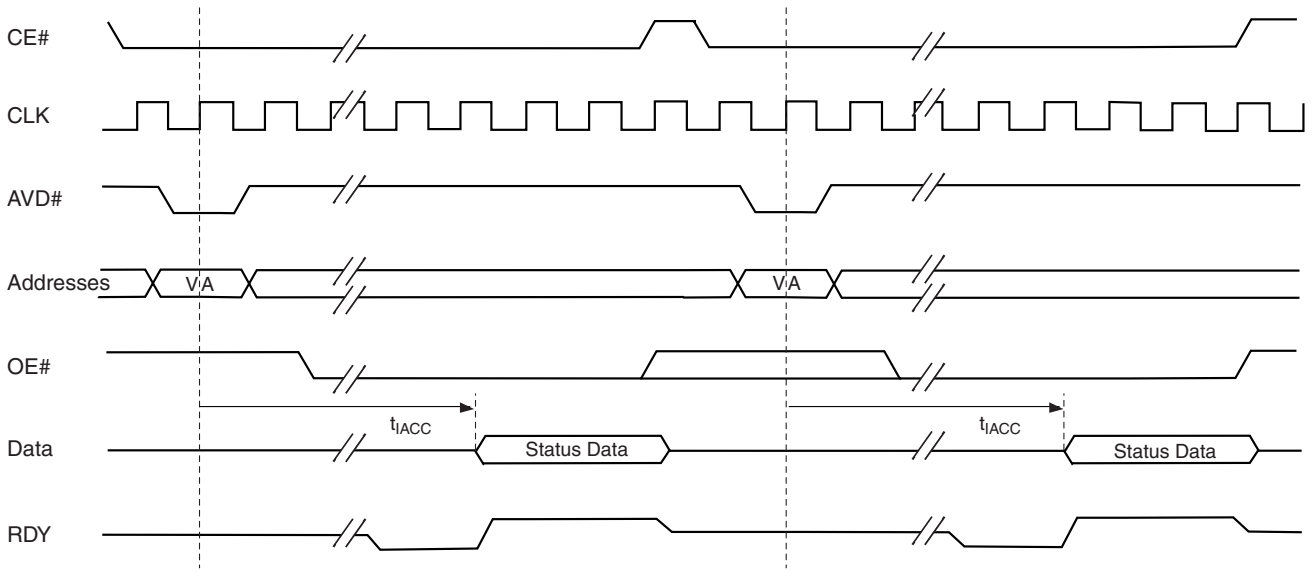 CE#
CLK
AVD#
Addresses
VA
VA
OE#
tIACC
tIACC
Data
Status Data
Status Data
RDY